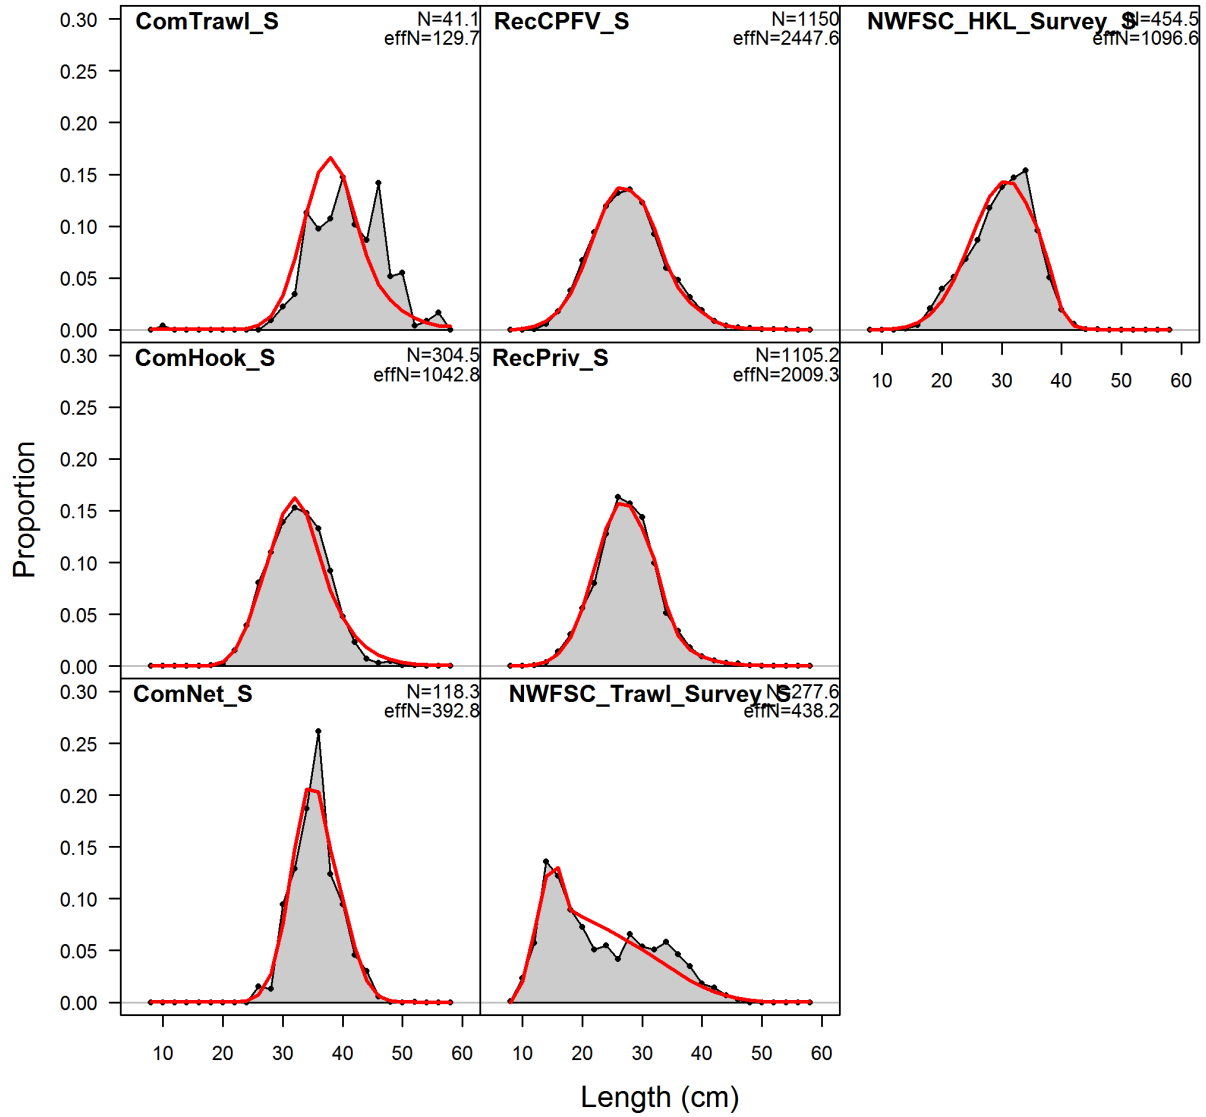 ComTrawl_S
N=41.1
effN=129.7
RecCPFV_S
N=1150
effN=2447.6
NWFSC_HKL_Survey_S
N=454.5
effN=1096.6
0.30
0.25
0.20
0.15
0.10
0.05
0.00
10 20 30 40 50 60
ComHook_S
N=304.5
effN=1042.8
RecPriv_S
N=1105.2
effN=2009.3
0.30
0.25
0.20
0.15
0.10
0.05
0.00
Proportion
ComNet_S
N=118.3
effN=392.8
NWFSC_Trawl_Survey_S
N=277.6
effN=438.2
0.30
0.25
0.20
0.15
0.10
0.05
0.00
10 20 30 40 50 60
10 20 30 40 50 60
Length (cm)